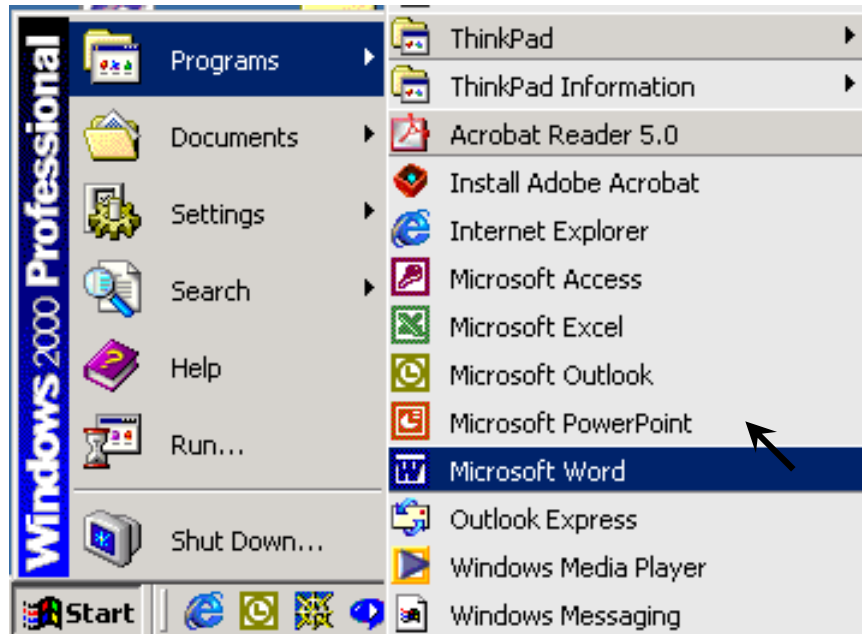 Windows 2000 Professional
Programs
Documents
Settings
Search
Help
Run...
Shut Down...
Start
ThinkPad
ThinkPad Information
Acrobat Reader 5.0
Install Adobe Acrobat
Internet Explorer
Microsoft Access
Microsoft Excel
Microsoft Outlook
Microsoft PowerPoint
Microsoft Word
Outlook Express
Windows Media Player
Windows Messaging